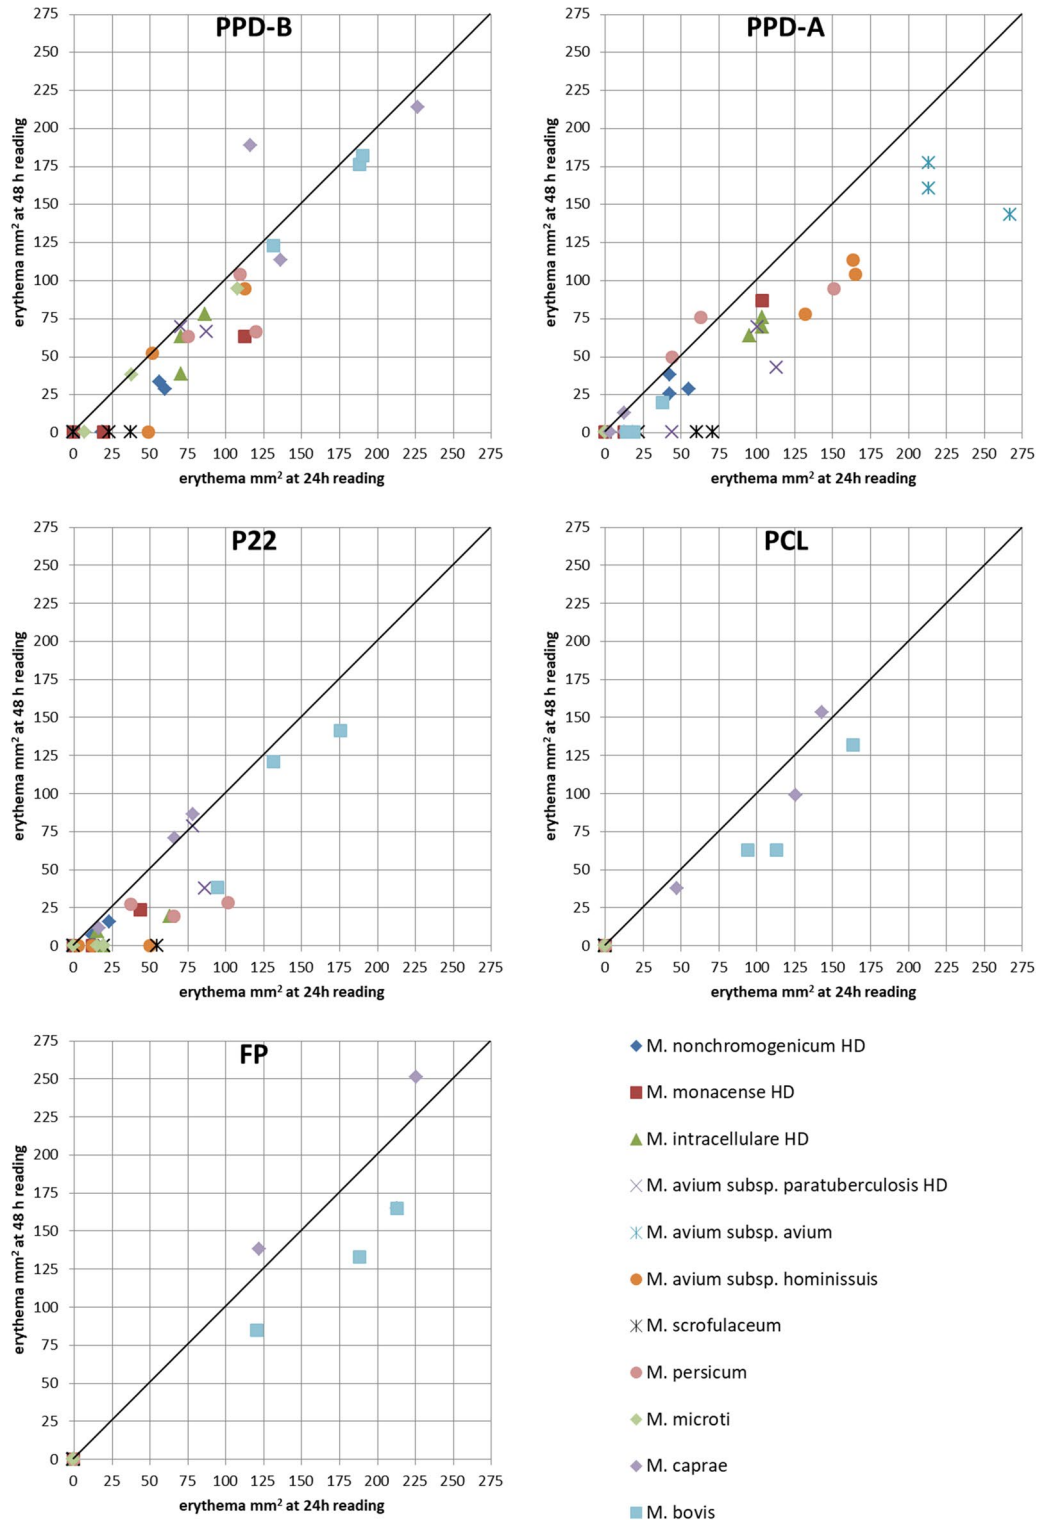 PPD-B
275
250
225
200
175
150
125
100
75
50
25
0
erythema mm² at 48 h reading
0 25 50 75 100 125 150 175 200 225 250 275
erythema mm² at 24h reading
PPD-A
275
250
225
200
175
150
125
100
75
50
25
0
erythema mm² at 48 h reading
0 25 50 75 100 125 150 175 200 225 250 275
erythema mm² at 24h reading
P22
275
250
225
200
175
150
125
100
75
50
25
0
erythema mm² at 48 h reading
0 25 50 75 100 125 150 175 200 225 250 275
erythema mm² at 24h reading
PCL
275
250
225
200
175
150
125
100
75
50
25
0
erythema mm² at 48 h reading
0 25 50 75 100 125 150 175 200 225 250 275
erythema mm² at 24h reading
FP
275
250
225
200
175
150
125
100
75
50
25
0
erythema mm² at 48 h reading
0 25 50 75 100 125 150 175 200 225 250 275
erythema mm² at 24h reading
M. nonchromogenicum HD
M. monacense HD
M. intracellulare HD
M. avium subsp. paratuberculosis HD
M. avium subsp. avium
M. avium subsp. hominissuis
M. scrofulaceum
M. persicum
M. microti
M. caprae
M. bovis